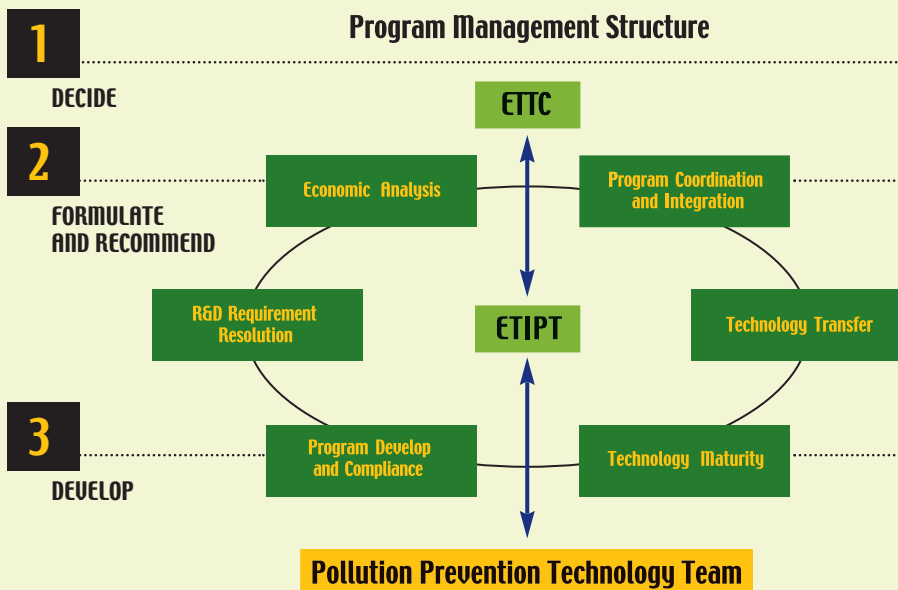 Program Management Structure
1
DECIDE
ETTC
2
FORMULATE
AND RECOMMEND
Economic Analysis
Program Coordination
and Integration
R&D Requirement
Resolution
ETIPT
Technology Transfer
3
DEVELOP
Program Develop
and Compliance
Technology Maturity
Pollution Prevention Technology Team